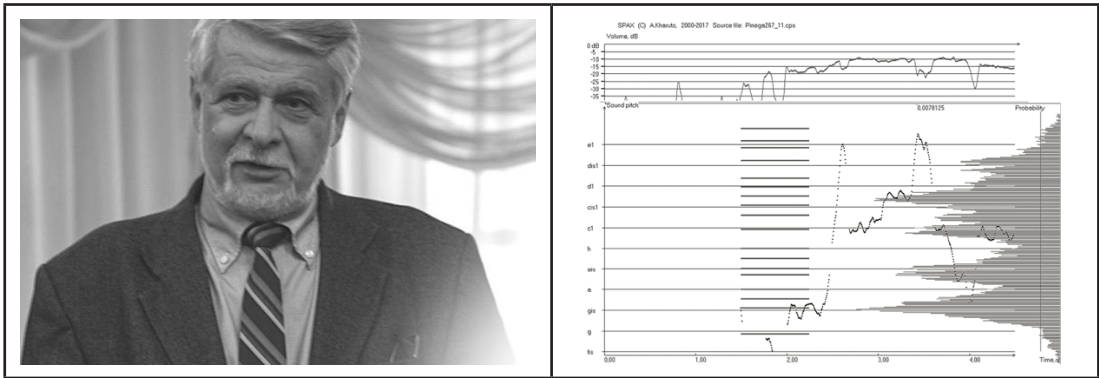 SPAX (C) A.Kharuto, 2000-2017 Source file: Pinega267_11.cps
Volume, dB
0 dB
-5
-10
-15
-20
-25
-30
-35
Sound pitch
0,0078125
Probability
e1
dis1
d1
cis1
c1
h
ais
a
gis
g
fis
0,00
1,00
2,00
3,00
4,00
Time, s